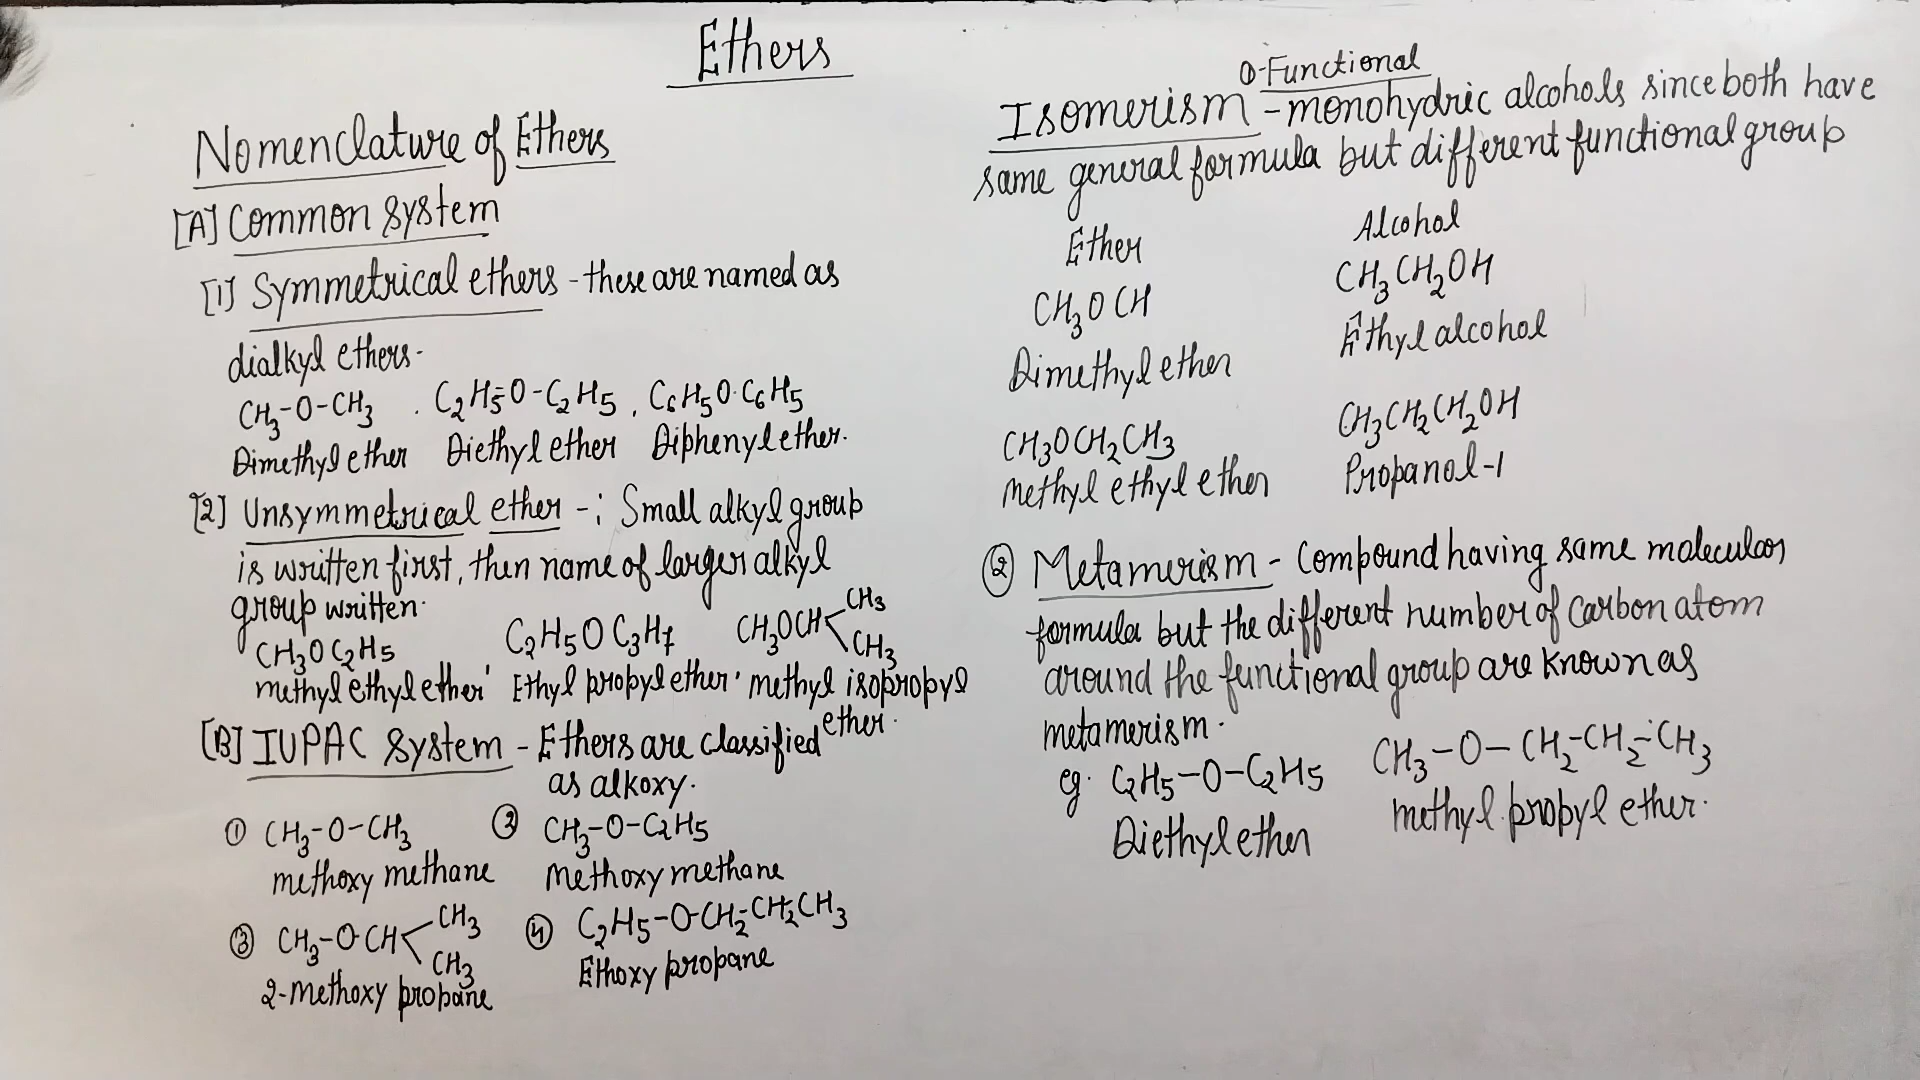 Ethers
Nomenclature of Ethers
[A] Common System
[1] Symmetrical ethers - these are named as
dialkyl ethers-
CH₃-O-CH₃ . C₂H₅-O-C₂H₅ , C₆H₅O·C₆H₅
Dimethyl ether Diethyl ether Diphenyl ether.
[2] Unsymmetrical ether -; Small alkyl group
is written first, then name of larger alkyl
group written.
CH₃OC₂H₅ C₂H₅OC₃H₇ CH₃OCH<CH₃
CH₃
methyl ethyl ether' Ethyl propyl ether' methyl isopropyl
ether.
[B] IUPAC System - Ethers are classified
as alkoxy.
① CH₃-O-CH₃ ② CH₃-O-C₂H₅
methoxy methane methoxy methane
③ CH₃-O-CH<CH₃ ④ C₂H₅-O-CH₂-CH₂CH₃
CH₃
2-methoxy propane Ethoxy propane
①-Functional
Isomerism - monohydric alcohols since both have
same general formula but different functional group
Ether Alcohol
CH₃OCH CH₃CH₂OH
Dimethyl ether Ethyl alcohol
CH₃OCH₂CH₃ CH₃CH₂CH₂OH
methyl ethyl ether Propanol-1
② Metamerism - Compound having same molecular
formula but the different number of carbon atom
around the functional group are known as
metamerism.
eg. C₂H₅-O-C₂H₅ CH₃-O-CH₂-CH₂-CH₃
Diethyl ether methyl propyl ether.